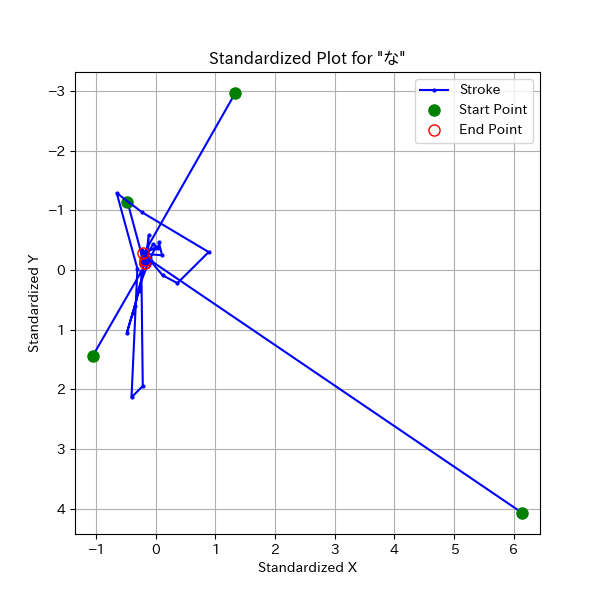 Standardized Plot for "な"
Stroke
Start Point
End Point
Standardized Y
−3
−2
−1
0
1
2
3
4
−1 0 1 2 3 4 5 6
Standardized X